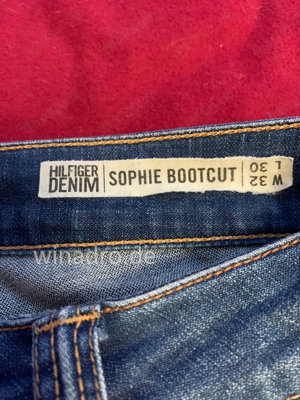 HILFIGER
DENIM
SOPHIE BOOTCUT
W 32
L 30
winadro.de